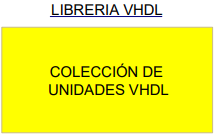 LIBRERIA VHDL
COLECCIÓN DE
UNIDADES VHDL